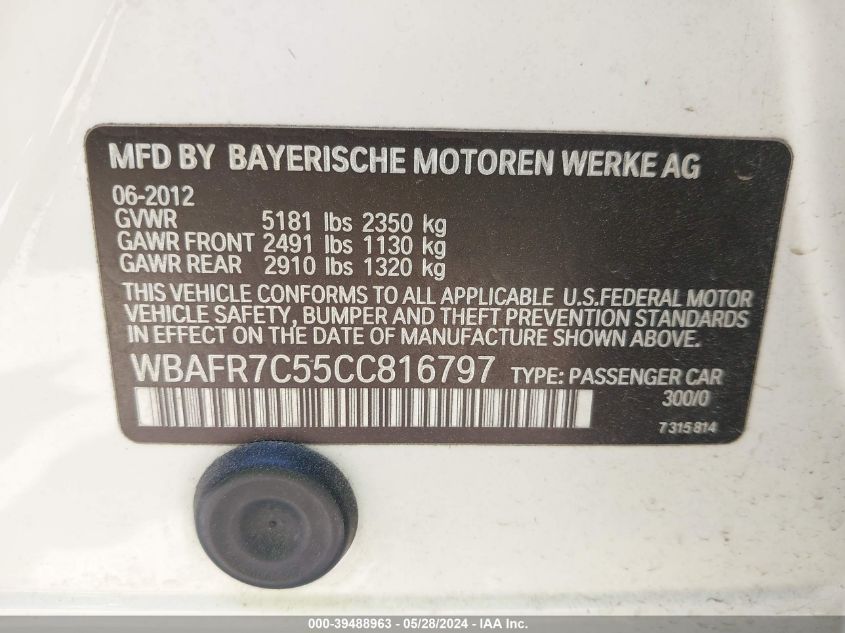 MFD BY BAYERISCHE MOTOREN WERKE AG
06-2012
GVWR 5181 lbs 2350 kg
GAWR FRONT 2491 lbs 1130 kg
GAWR REAR 2910 lbs 1320 kg
THIS VEHICLE CONFORMS TO ALL APPLICABLE U.S.FEDERAL MOTOR
VEHICLE SAFETY, BUMPER AND THEFT PREVENTION STANDARDS
IN EFFECT ON THE DATE OF MANUFACTURE SHOWN ABOVE.
WBAFR7C55CC816797 TYPE: PASSENGER CAR
300/0
7 315 814
000-39488963 / 05/28/2024 - IAA Inc.